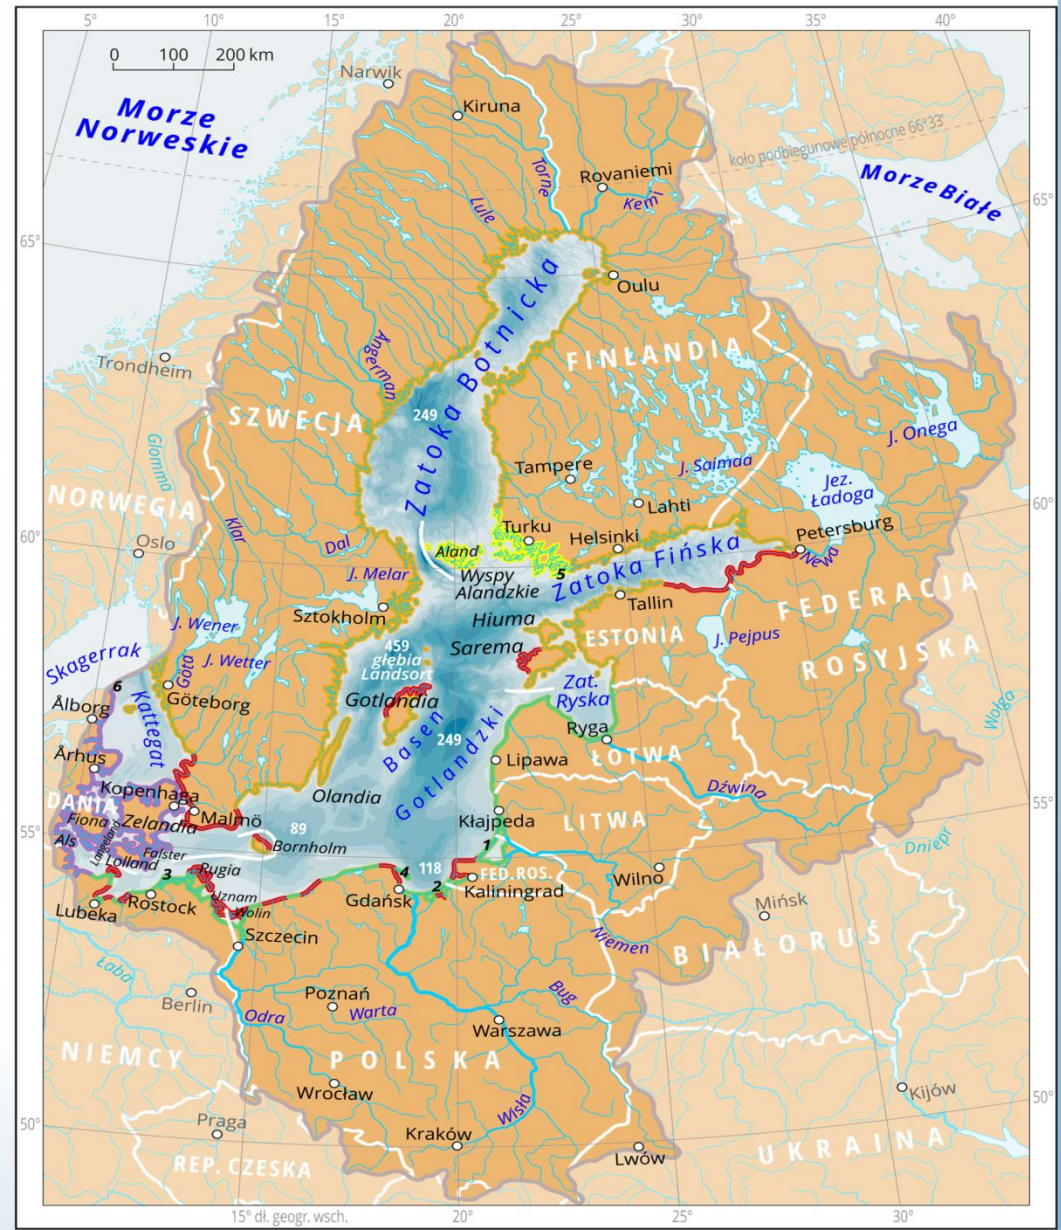 5° 10° 15° 20° 25° 30° 35° 40°
0 100 200 km
Narwik
Morze
Norweskie
Kiruna
koło podbiegunowe północne 66°33'
Torne
Rovaniemi
Morze Białe
Lule
Kemi
65°
65°
Oulu
Zatoka Botnicka
Ångerman
Trondheim
FINLANDIA
SZWECJA
249
J. Onega
Glomma
Tampere
J. Saimaa
Jez.
Ładoga
NORWEGIA
Lahti
60°
60°
Klar
Turku
Helsinki
Petersburg
Oslo
Dal
Aland
Zatoka Fińska
Newa
J. Melar
Wyspy
Alandzkie
5
Sztokholm
Tallin
FEDERACJA
ROSYJSKA
J. Wener
Hiuma
ESTONIA
J. Pejpus
Skagerrak
J. Wetter
459
głębia
Landsort
Sarema
6
Göta
Göteborg
Gotlandia
Zat.
Ryska
Wołga
Ålborg
Kattegat
Basen
Gotlandzki
249
Ryga
Århus
Lipawa
ŁOTWA
Kopenhaga
Olandia
Dźwina
DANIA
Malmö
Fiona
Zelandia
89
Kłajpeda
LITWA
55°
55°
Als
Langeland
Bornholm
1
Dniepr
Lolland
Falster
3
Rugia
4
118
2
FED. ROS.
Wilno
Uznam
Gdańsk
Kaliningrad
Mińsk
Lubeka
Rostock
Wolin
Szczecin
Niemen
BIAŁORUŚ
Łaba
Berlin
Poznań
Bug
Odra
Warta
Warszawa
NIEMCY
POLSKA
Wrocław
Kijów
50°
50°
Wisła
Praga
Kraków
UKRAINA
REP. CZESKA
Lwów
15° dł. geogr. wsch. 20° 25° 30°